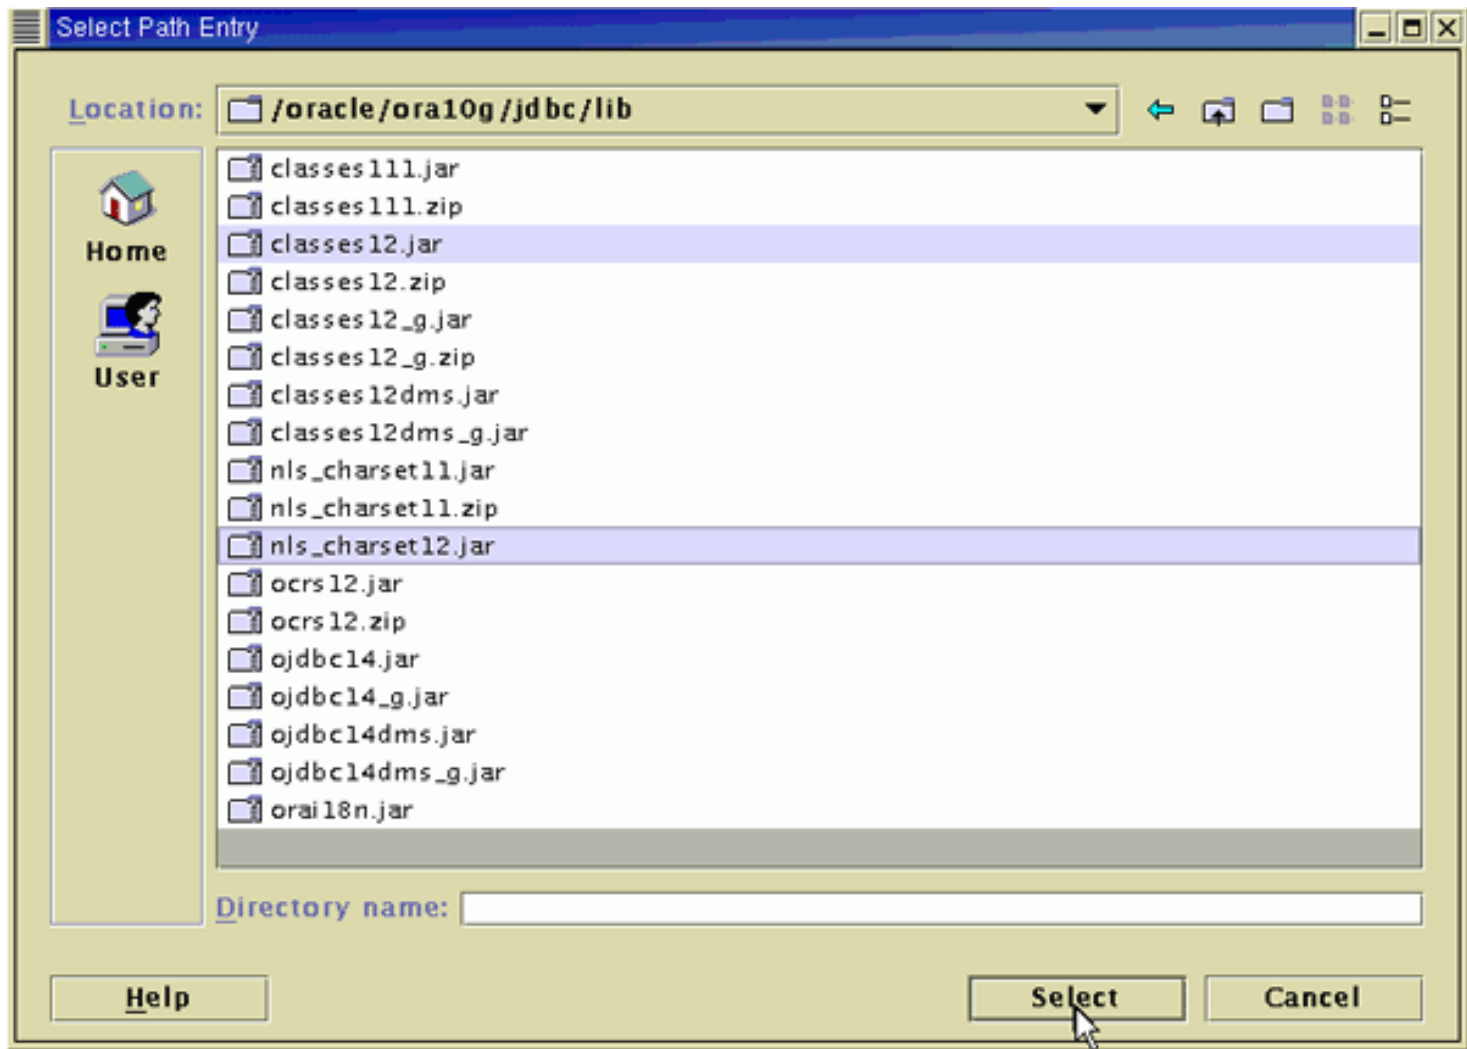 Select Path Entry
Location: /oracle/ora10g/jdbc/lib
Home
User
classes111.jar
classes111.zip
classes12.jar
classes12.zip
classes12_g.jar
classes12_g.zip
classes12dms.jar
classes12dms_g.jar
nls_charset11.jar
nls_charset11.zip
nls_charset12.jar
ocrs12.jar
ocrs12.zip
ojdbc14.jar
ojdbc14_g.jar
ojdbc14dms.jar
ojdbc14dms_g.jar
orai18n.jar
Directory name:
Help Select Cancel